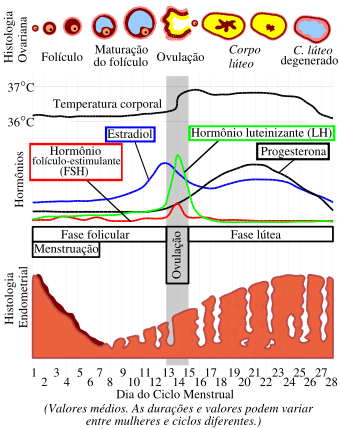 Histologia
Ovariana
Folículo
Maturação
do folículo
Ovulação
Corpo
lúteo
C. lúteo
degenerado
37°C
Temperatura corporal
36°C
Hormônios
Estradiol
Hormônio luteinizante (LH)
Hormônio
folículo-estimulante
(FSH)
Progesterona
Fase folicular
Ovulação
Fase lútea
Menstruação
Histologia
Endometrial
1 3 5 7 9 11 13 15 17 19 21 23 25 27
2 4 6 8 10 12 14 16 18 20 22 24 26 28
Dia do Ciclo Menstrual
(Valores médios. As durações e valores podem variar
entre mulheres e ciclos diferentes.)